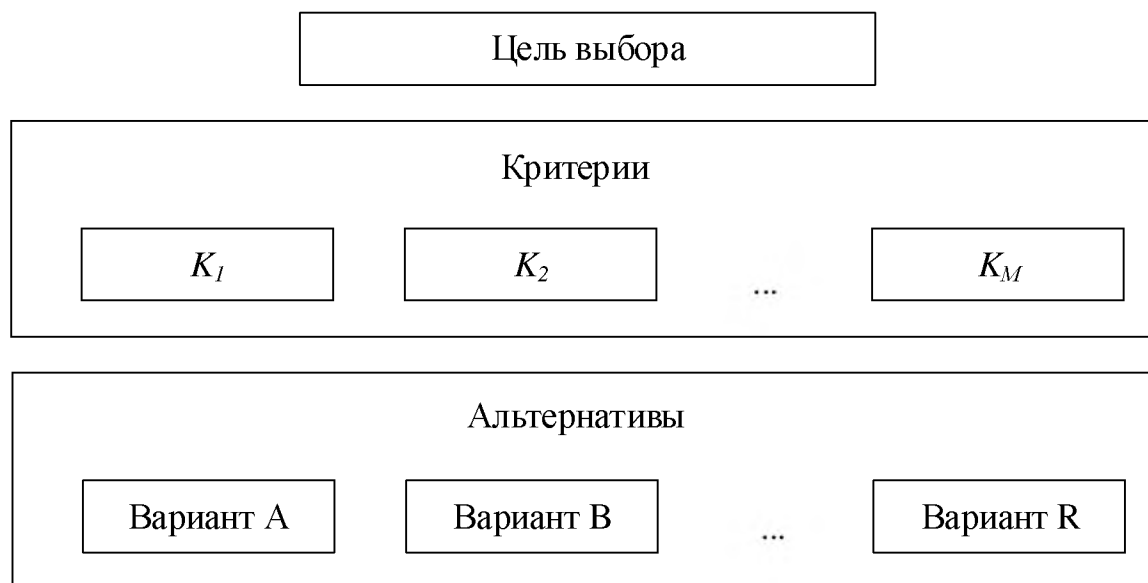 Цель выбора
Критерии
K1 K2 ... KM
Альтернативы
Вариант A Вариант B ... Вариант R